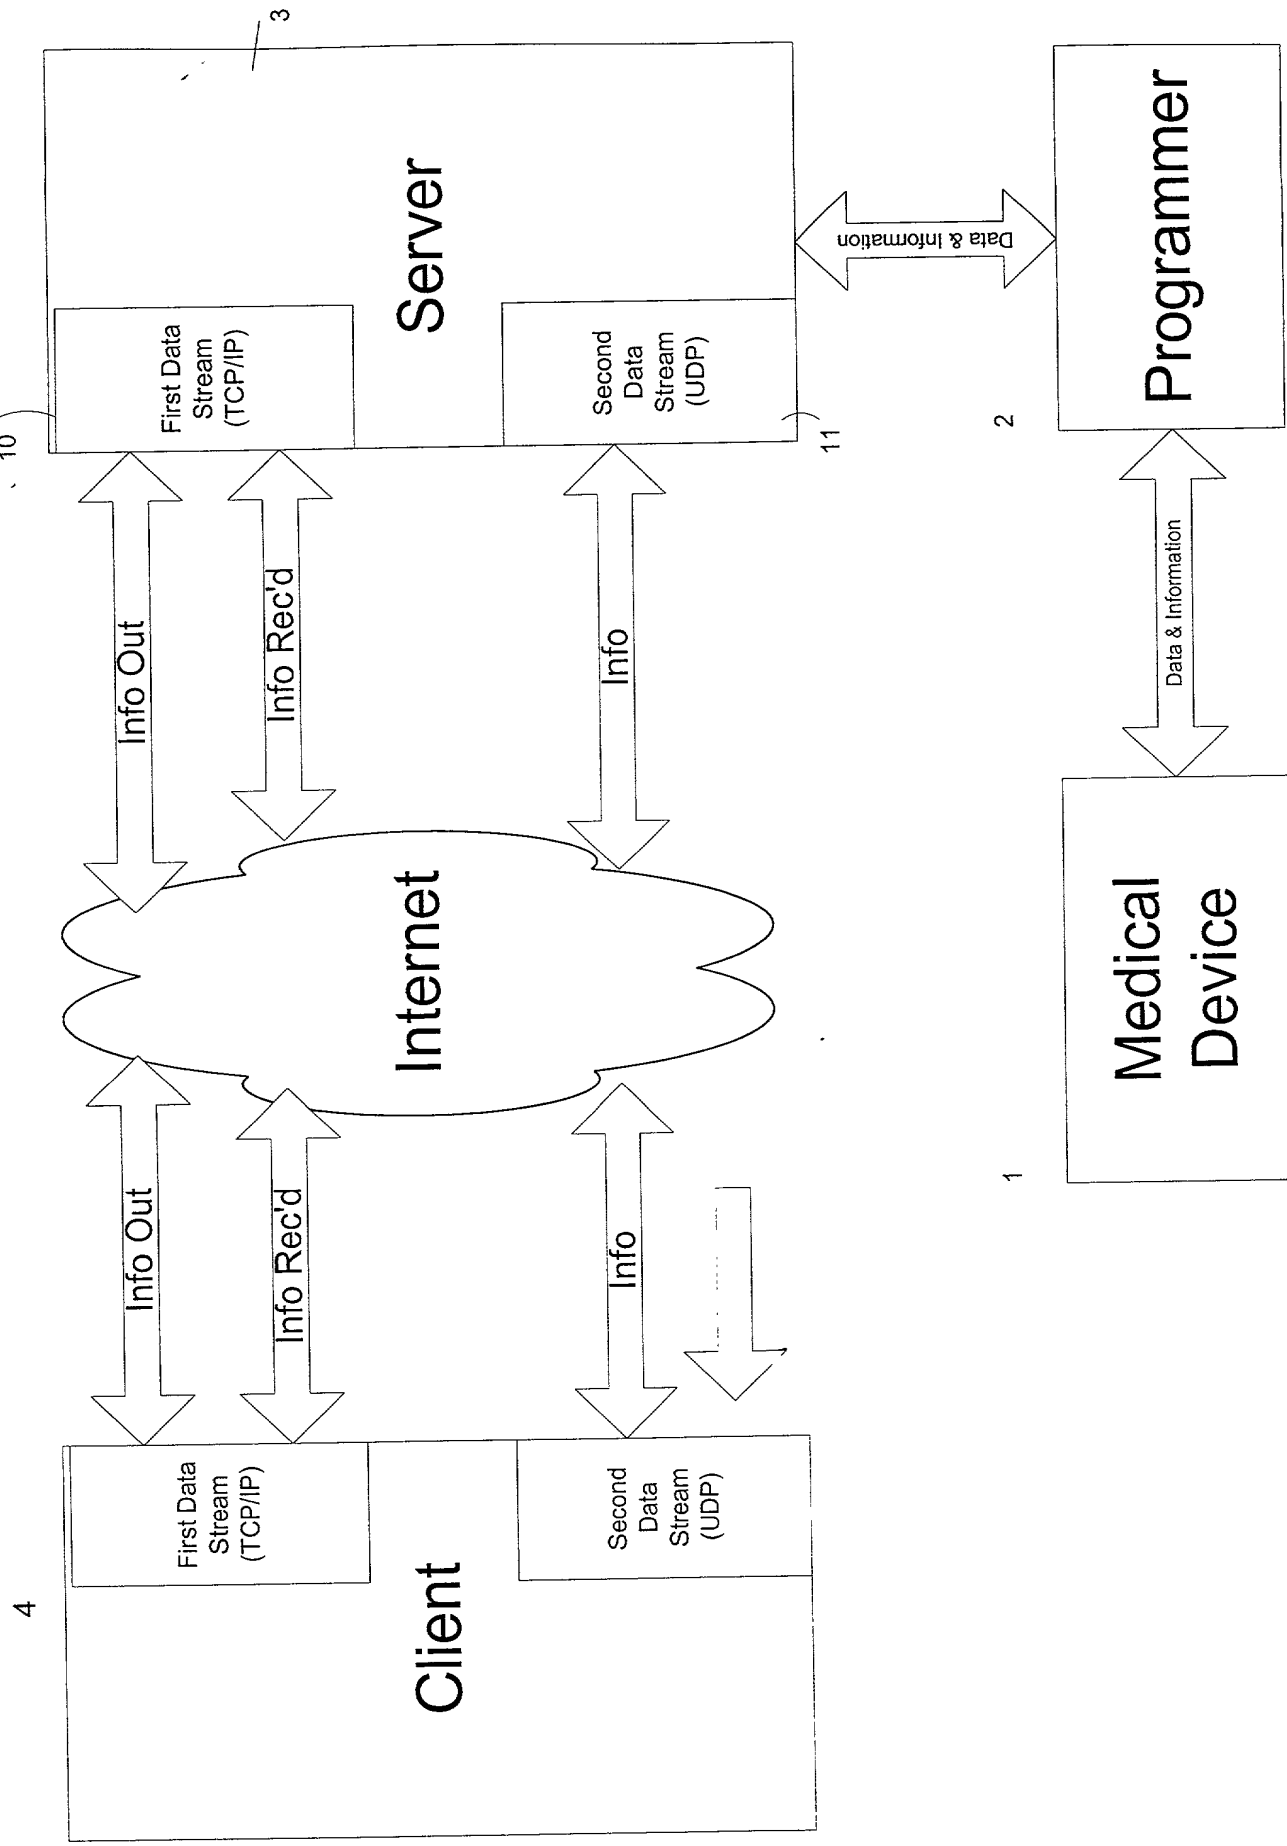 4
First Data
Stream
(TCP/IP)
Client
Second
Data
Stream
(UDP)
Info Out
Info Rec'd
Info
Internet
Info Out
Info Rec'd
Info
10
First Data
Stream
(TCP/IP)
Server
3
Second
Data
Stream
(UDP)
11
Data & Information
1
Medical
Device
Data & Information
2
Programmer